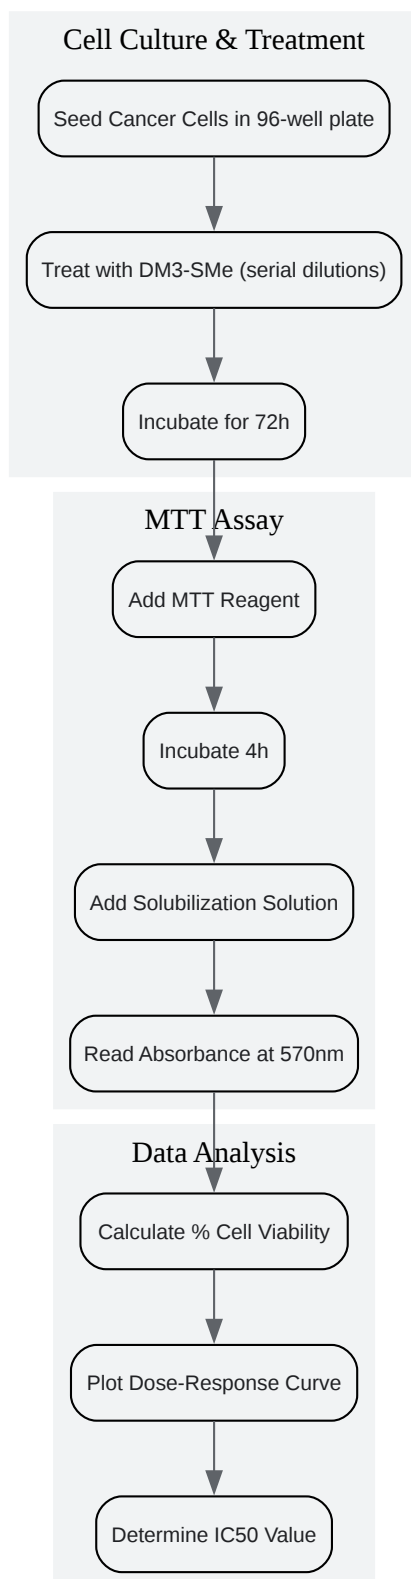 Cell Culture & Treatment
Seed Cancer Cells in 96-well plate
Treat with DM3-SMe (serial dilutions)
Incubate for 72h
MTT Assay
Add MTT Reagent
Incubate 4h
Add Solubilization Solution
Read Absorbance at 570nm
Data Analysis
Calculate % Cell Viability
Plot Dose-Response Curve
Determine IC50 Value